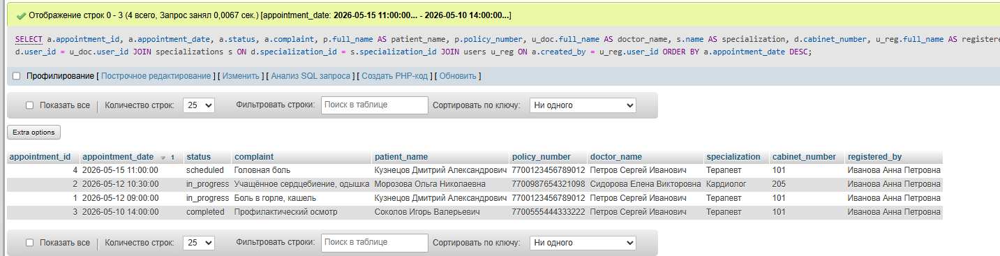 Отображение строк 0 - 3 (4 всего, Запрос занял 0,0067 сек.) [appointment_date: 2026-05-15 11:00:00... - 2026-05-10 14:00:00...]
SELECT a.appointment_id, a.appointment_date, a.status, a.complaint, p.full_name AS patient_name, p.policy_number, u_doc.full_name AS doctor_name, s.name AS specialization, d.cabinet_number, u_reg.full_name AS registere
d.user_id = u_doc.user_id JOIN specializations s ON d.specialization_id = s.specialization_id JOIN users u_reg ON a.created_by = u_reg.user_id ORDER BY a.appointment_date DESC;
Профилирование [ Построчное редактирование ] [ Изменить ] [ Анализ SQL запроса ] [ Создать PHP-код ] [ Обновить ]
Показать все Количество строк: 25 Фильтровать строки: Поиск в таблице Сортировать по ключу: Ни одного
Extra options
appointment_id appointment_date 1 status complaint patient_name policy_number doctor_name specialization cabinet_number registered_by
4 2026-05-15 11:00:00 scheduled Головная боль Кузнецов Дмитрий Александрович 7700123456789012 Петров Сергей Иванович Терапевт 101 Иванова Анна Петровна
2 2026-05-12 10:30:00 in_progress Учащённое сердцебиение, одышка Морозова Ольга Николаевна 7700987654321098 Сидорова Елена Викторовна Кардиолог 205 Иванова Анна Петровна
1 2026-05-12 09:00:00 in_progress Боль в горле, кашель Кузнецов Дмитрий Александрович 7700123456789012 Петров Сергей Иванович Терапевт 101 Иванова Анна Петровна
3 2026-05-10 14:00:00 completed Профилактический осмотр Соколов Игорь Валерьевич 7700555444333222 Петров Сергей Иванович Терапевт 101 Иванова Анна Петровна
Показать все Количество строк: 25 Фильтровать строки: Поиск в таблице Сортировать по ключу: Ни одного